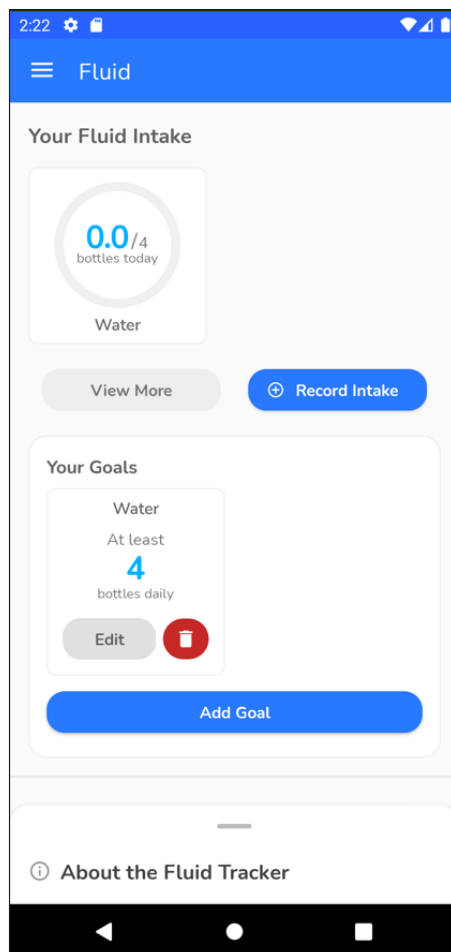 2:22
Fluid
Your Fluid Intake
0.0/4
bottles today
Water
View More
Record Intake
Your Goals
Water
At least
4
bottles daily
Edit
Add Goal
About the Fluid Tracker